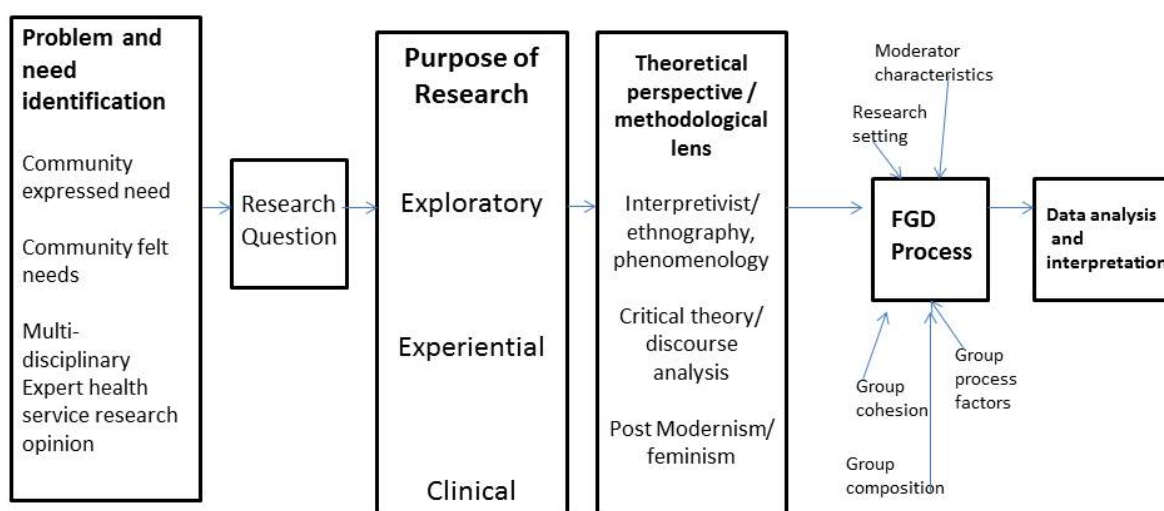 Problem and
need
identification
Community
expressed need
Community felt
needs
Multi-
disciplinary
Expert health
service research
opinion
Research
Question
Purpose of
Research
Exploratory
Experiential
Clinical
Theoretical
perspective /
methodological
lens
Interpretivist/
ethnography,
phenomenology
Critical theory/
discourse
analysis
Post Modernism/
feminism
Moderator
characteristics
Research
setting
FGD
Process
Group
cohesion
Group
process
factors
Group
composition
Data analysis
and
interpretation